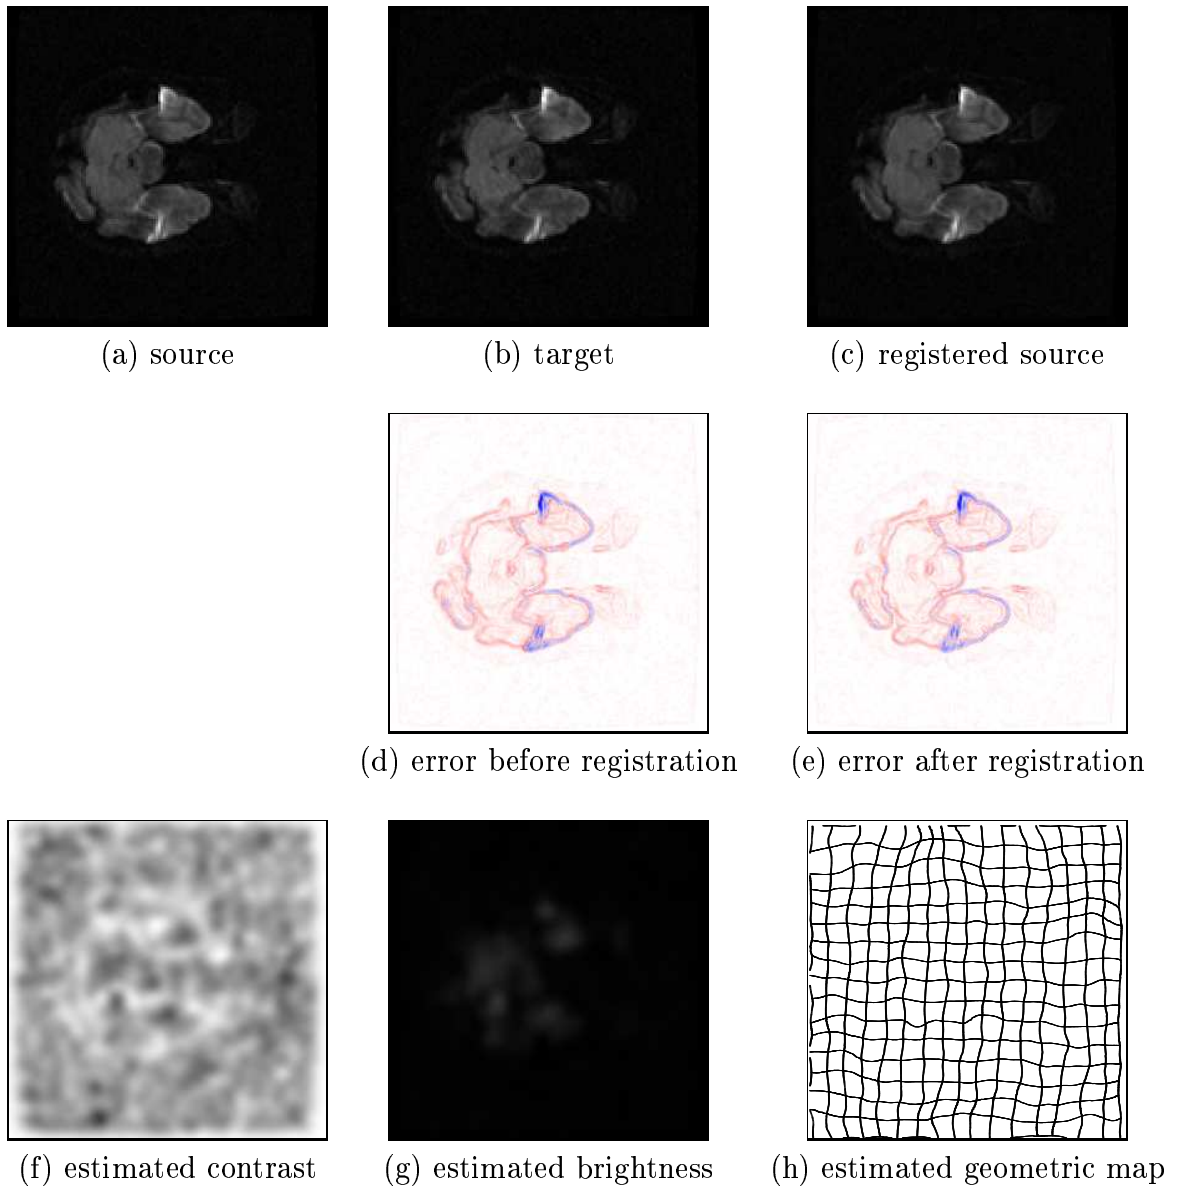 (a) source
(b) target
(c) registered source
(d) error before registration
(e) error after registration
(f) estimated contrast
(g) estimated brightness
(h) estimated geometric map